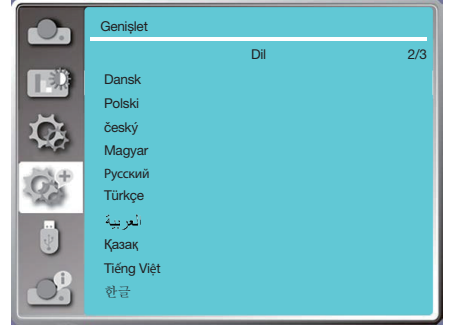 Genişlet
Dil 2/3
Dansk
Polski
český
Magyar
Русский
Türkçe
العربية
Қазақ
Tiếng Việt
한글